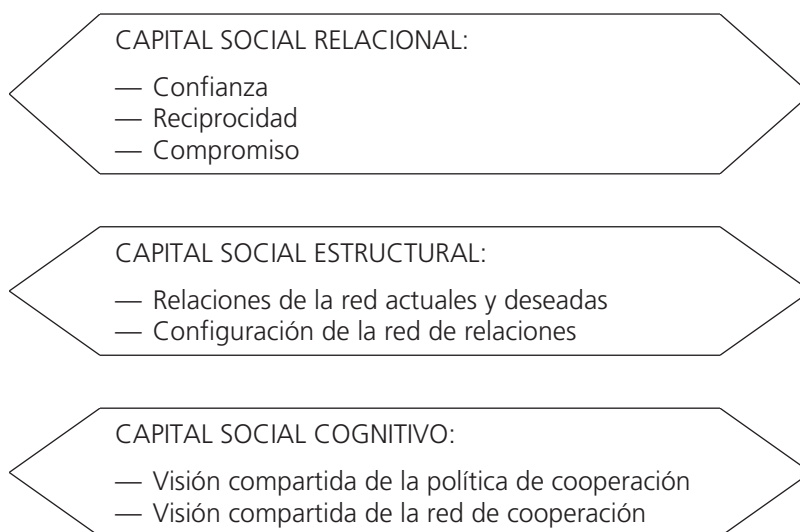 CAPITAL SOCIAL RELACIONAL:
— Confianza
— Reciprocidad
— Compromiso
CAPITAL SOCIAL ESTRUCTURAL:
— Relaciones de la red actuales y deseadas
— Configuración de la red de relaciones
CAPITAL SOCIAL COGNITIVO:
— Visión compartida de la política de cooperación
— Visión compartida de la red de cooperación